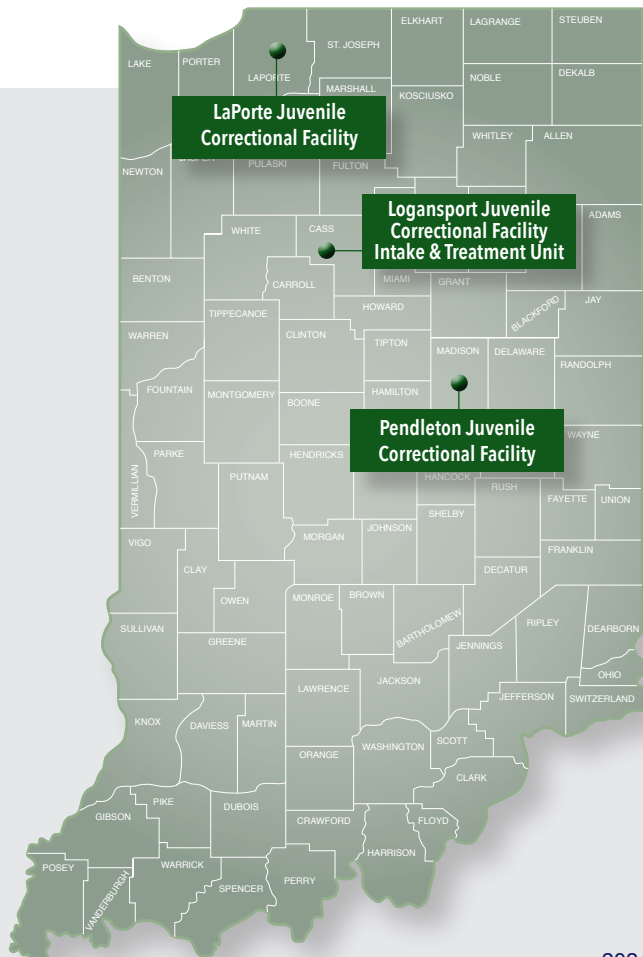 ELKHART
LAGRANGE
STEUBEN
LAKE
PORTER
ST. JOSEPH
LAPORTE
NOBLE
DEKALB
MARSHALL
KOSCIUSKO
LaPorte Juvenile
Correctional Facility
WHITLEY
ALLEN
NEWTON
PULASKI
FULTON
Logansport Juvenile
Correctional Facility
Intake & Treatment Unit
ADAMS
WHITE
CASS
BENTON
CARROLL
MIAMI
GRANT
HOWARD
BLACKFORD
JAY
TIPPECANOE
WARREN
CLINTON
TIPTON
MADISON
DELAWARE
RANDOLPH
FOUNTAIN
MONTGOMERY
BOONE
HAMILTON
Pendleton Juvenile
Correctional Facility
WAYNE
PARKE
HENDRICKS
VERMILLIAN
PUTNAM
HANCOCK
RUSH
FAYETTE
UNION
SHELBY
VIGO
MORGAN
JOHNSON
FRANKLIN
CLAY
DECATUR
OWEN
MONROE
BROWN
BARTHOLOMEW
SULLIVAN
RIPLEY
DEARBORN
GREENE
JENNINGS
OHIO
LAWRENCE
JACKSON
JEFFERSON
SWITZERLAND
KNOX
DAVIESS
MARTIN
ORANGE
WASHINGTON
SCOTT
CLARK
PIKE
DUBOIS
GIBSON
CRAWFORD
FLOYD
HARRISON
POSEY
WARRICK
VANDERBURGH
SPENCER
PERRY